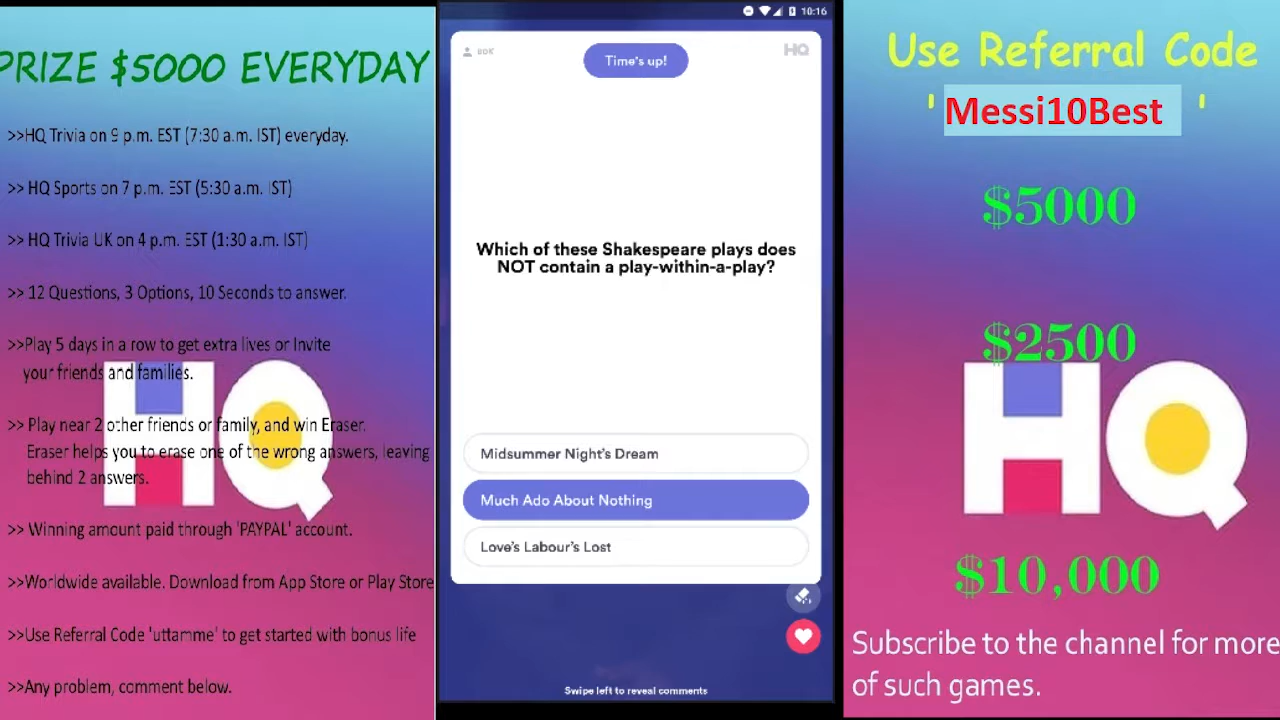 PRIZE $5000 EVERYDAY
>>HQ Trivia on 9 p.m. EST (7:30 a.m. IST) everyday.
>> HQ Sports on 7 p.m. EST (5:30 a.m. IST)
>> HQ Trivia UK on 4 p.m. EST (1:30 a.m. IST)
>> 12 Questions, 3 Options, 10 Seconds to answer.
>>Play 5 days in a row to get extra lives or Invite
your friends and families.
>> Play near 2 other friends or family, and win Eraser.
Eraser helps you to erase one of the wrong answers, leaving
behind 2 answers.
>> Winning amount paid through 'PAYPAL' account.
>>Worldwide available. Download from App Store or Play Store
>>Use Referral Code 'uttamme' to get started with bonus life
>>Any problem, comment below.
HQ
10:16
80K
Time's up!
HQ
Which of these Shakespeare plays does
NOT contain a play-within-a-play?
Midsummer Night's Dream
Much Ado About Nothing
Love's Labour's Lost
Swipe left to reveal comments
Use Referral Code
' Messi10Best '
$5000
$2500
HQ
$10,000
Subscribe to the channel for more
of such games.